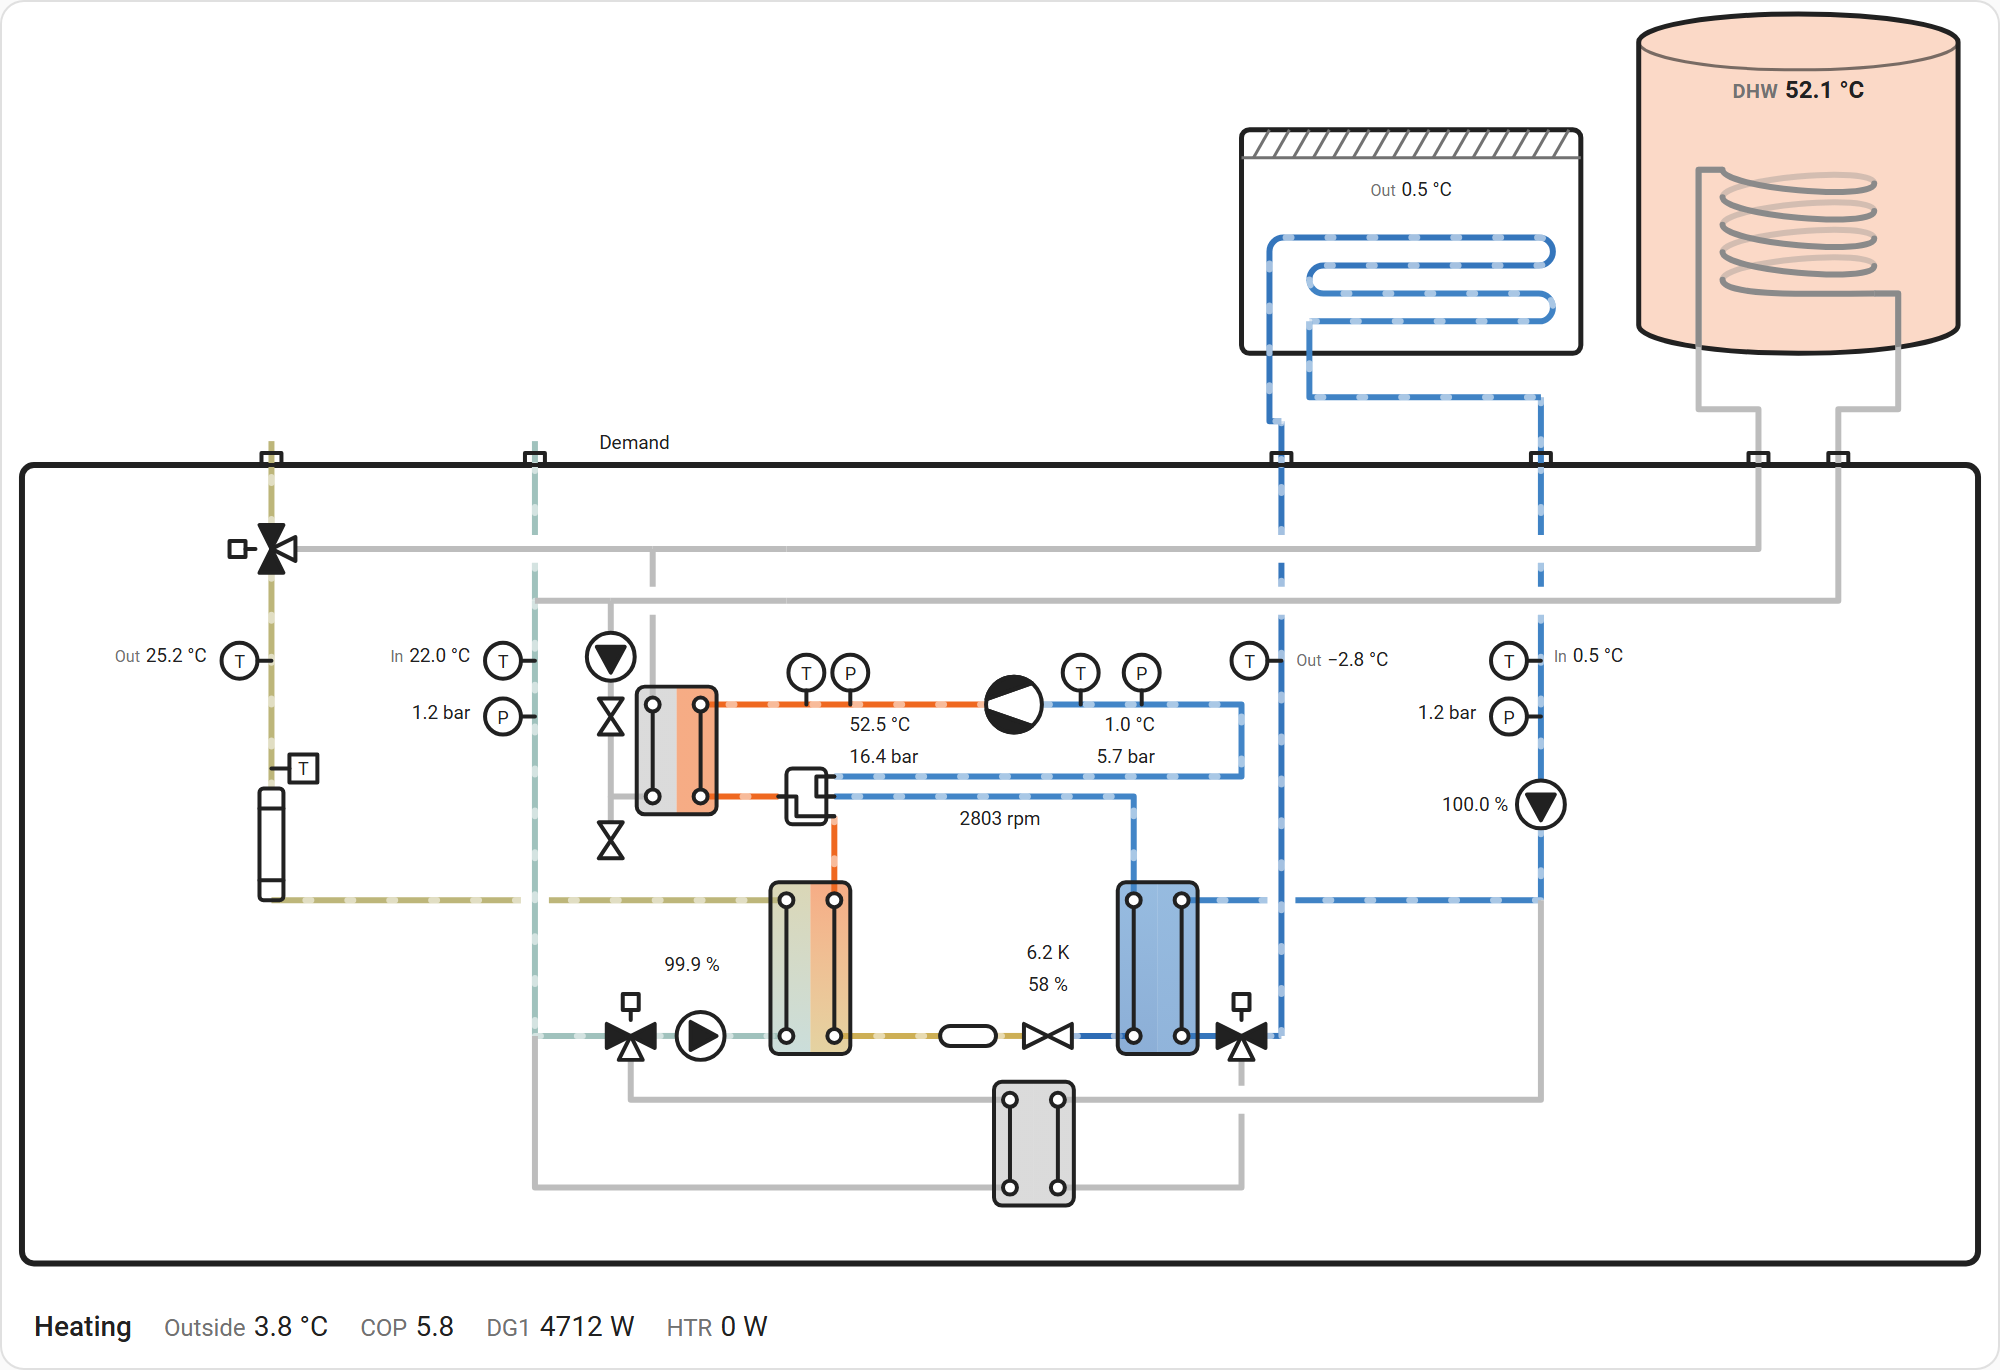 DHW 52.1 °C
Out 0.5 °C
Demand
Out 25.2 °C
T
In 22.0 °C
T
1.2 bar
P
T
P
T
P
52.5 °C
16.4 bar
1.0 °C
5.7 bar
T
Out −2.8 °C
T
In 0.5 °C
1.2 bar
P
T
2803 rpm
100.0 %
99.9 %
6.2 K
58 %
Heating Outside 3.8 °C COP 5.8 DG1 4712 W HTR 0 W